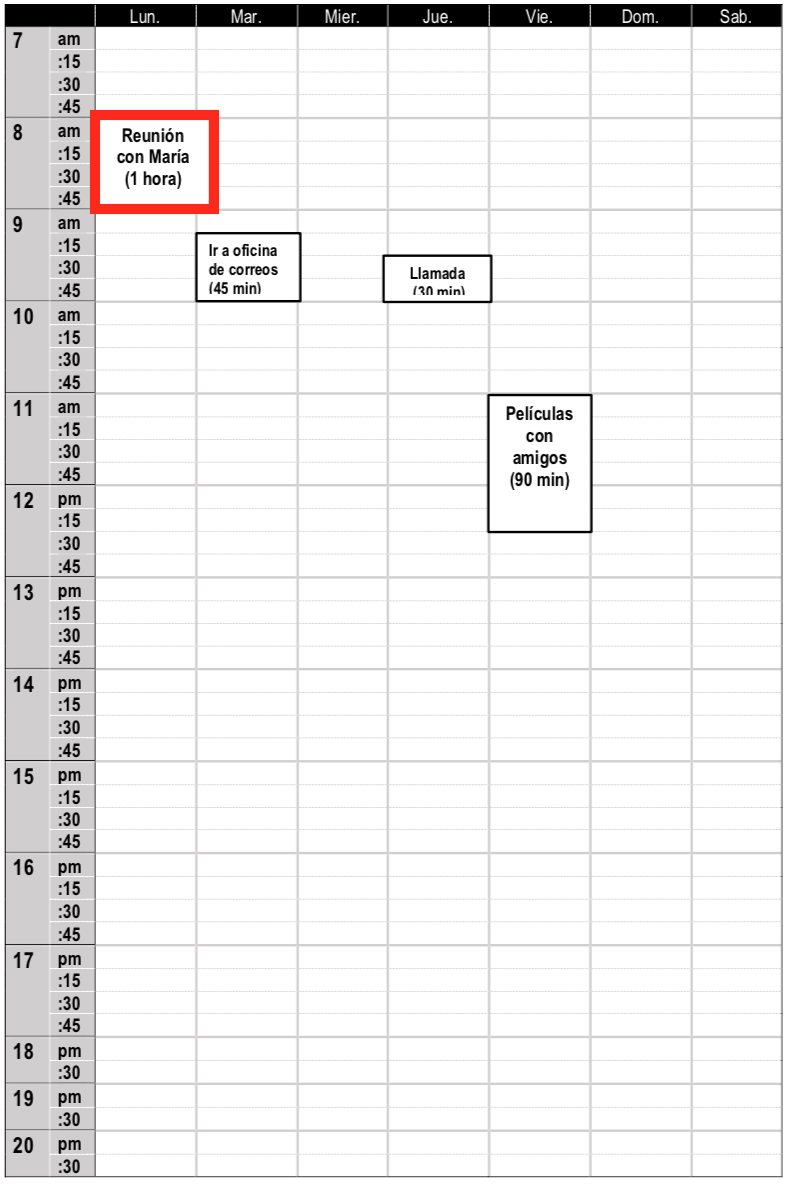 Lun. Mar. Mier. Jue. Vie. Dom. Sab.
7 am
:15
:30
:45
8 am
:15
:30
:45
Reunión
con María
(1 hora)
9 am
:15
:30
:45
Ir a oficina
de correos
(45 min)
Llamada
(30 min)
10 am
:15
:30
:45
11 am
:15
:30
:45
Películas
con
amigos
(90 min)
12 pm
:15
:30
:45
13 pm
:15
:30
:45
14 pm
:15
:30
:45
15 pm
:15
:30
:45
16 pm
:15
:30
:45
17 pm
:15
:30
:45
18 pm
:30
19 pm
:30
20 pm
:30